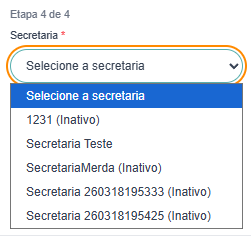 Etapa 4 de 4
Secretaria *
Selecione a secretaria
Selecione a secretaria
1231 (Inativo)
Secretaria Teste
SecretariaMerda (Inativo)
Secretaria 260318195333 (Inativo)
Secretaria 260318195425 (Inativo)